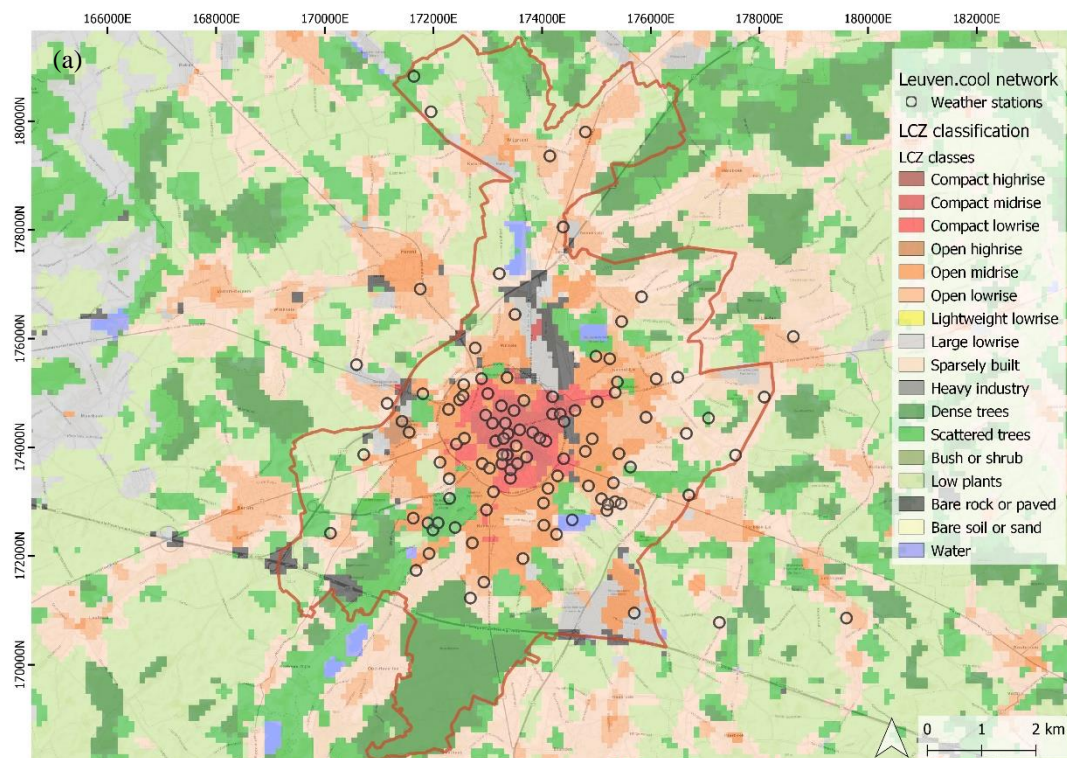 166000E 168000E 170000E 172000E 174000E 176000E 178000E 180000E 182000E
(a)
180000N
178000N
176000N
174000N
172000N
170000N
Leuven.cool network
Weather stations
LCZ classification
LCZ classes
Compact highrise
Compact midrise
Compact lowrise
Open highrise
Open midrise
Open lowrise
Lightweight lowrise
Large lowrise
Sparsely built
Heavy industry
Dense trees
Scattered trees
Bush or shrub
Low plants
Bare rock or paved
Bare soil or sand
Water
0 1 2 km